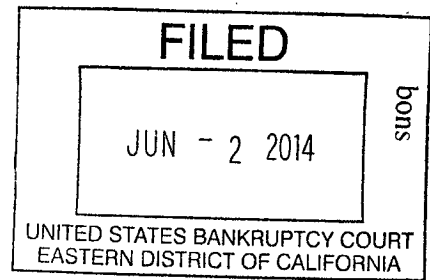 FILED
JUN - 2 2014
bons
UNITED STATES BANKRUPTCY COURT
EASTERN DISTRICT OF CALIFORNIA